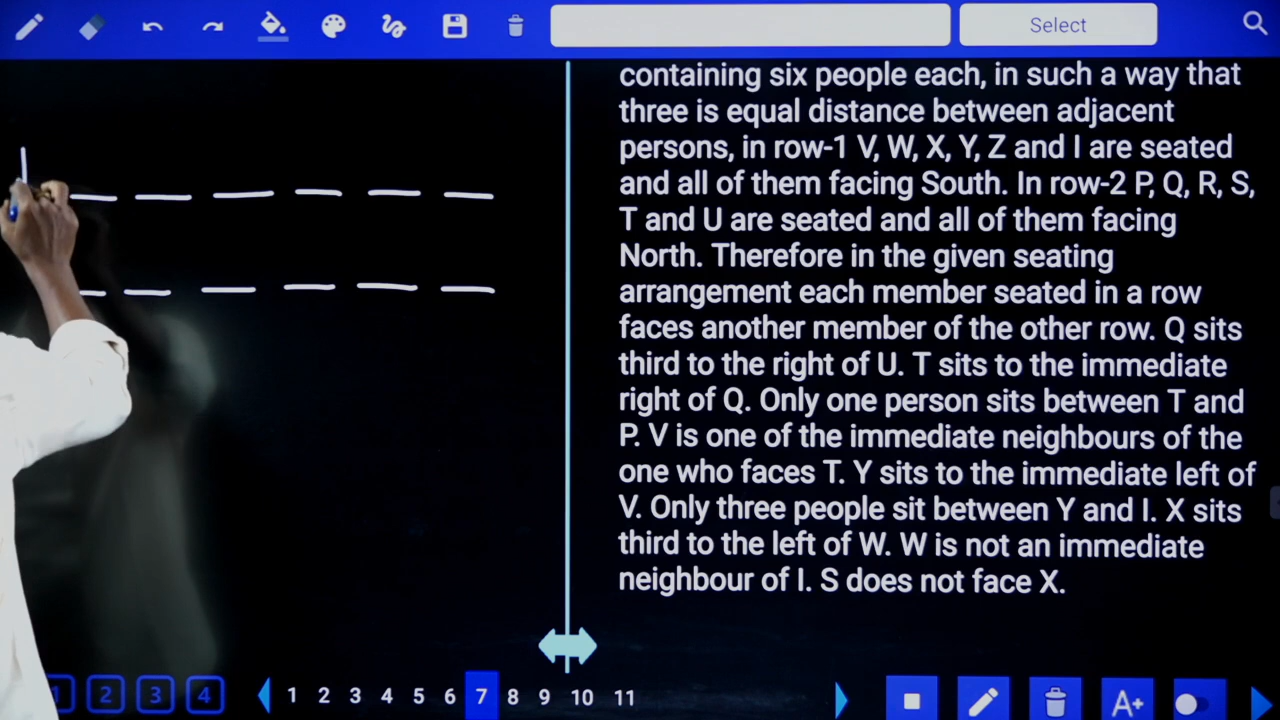 Select
containing six people each, in such a way that
three is equal distance between adjacent
persons, in row-1 V, W, X, Y, Z and I are seated
and all of them facing South. In row-2 P, Q, R, S,
T and U are seated and all of them facing
North. Therefore in the given seating
arrangement each member seated in a row
faces another member of the other row. Q sits
third to the right of U. T sits to the immediate
right of Q. Only one person sits between T and
P. V is one of the immediate neighbours of the
one who faces T. Y sits to the immediate left of
V. Only three people sit between Y and I. X sits
third to the left of W. W is not an immediate
neighbour of I. S does not face X.
1 2 3 4 1 2 3 4 5 6 7 8 9 10 11 A+